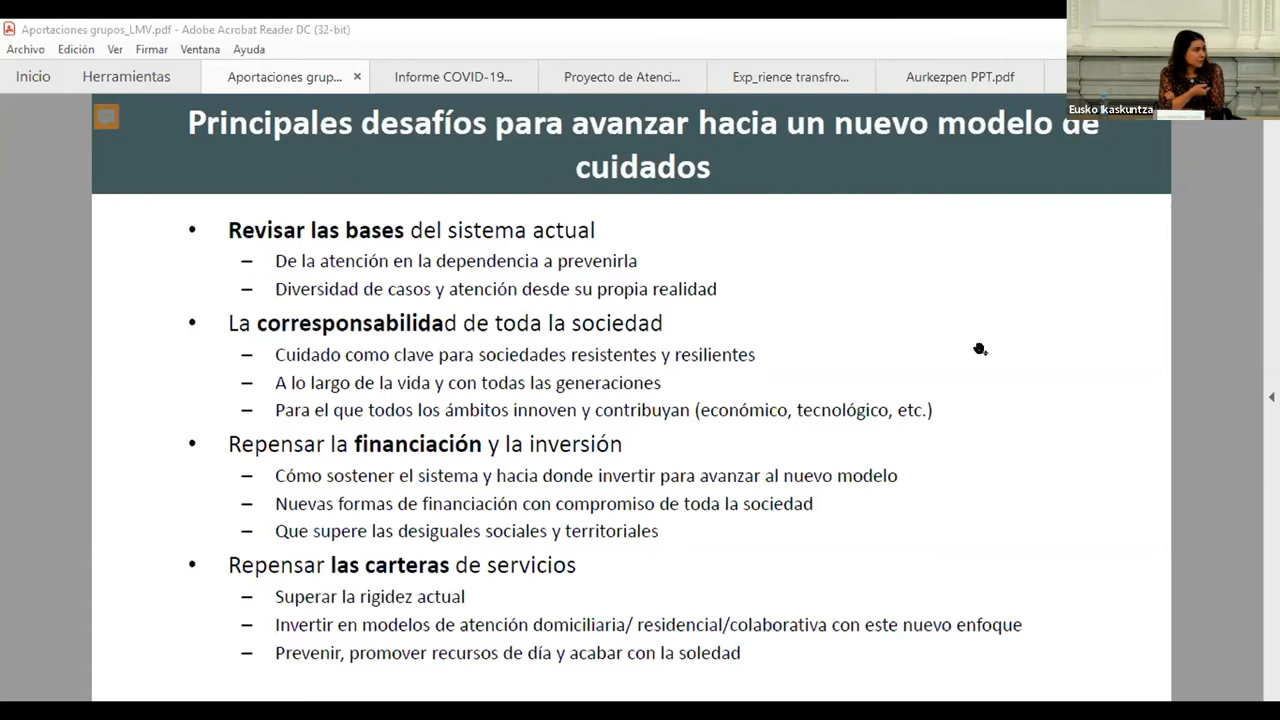 Aportaciones grupos_LMV.pdf - Adobe Acrobat Reader DC (32-bit)
Archivo Edición Ver Firmar Ventana Ayuda
Inicio Herramientas Aportaciones grup... × Informe COVID-19... Proyecto de Atenci... Exp_rience transfro... Aurkezpen PPT.pdf
Eusko Ikaskuntza
Principales desafíos para avanzar hacia un nuevo modelo de
cuidados
• Revisar las bases del sistema actual
– De la atención en la dependencia a prevenirla
– Diversidad de casos y atención desde su propia realidad
• La corresponsabilidad de toda la sociedad
– Cuidado como clave para sociedades resistentes y resilientes
– A lo largo de la vida y con todas las generaciones
– Para el que todos los ámbitos innoven y contribuyan (económico, tecnológico, etc.)
• Repensar la financiación y la inversión
– Cómo sostener el sistema y hacia donde invertir para avanzar al nuevo modelo
– Nuevas formas de financiación con compromiso de toda la sociedad
– Que supere las desiguales sociales y territoriales
• Repensar las carteras de servicios
– Superar la rigidez actual
– Invertir en modelos de atención domiciliaria/ residencial/colaborativa con este nuevo enfoque
– Prevenir, promover recursos de día y acabar con la soledad